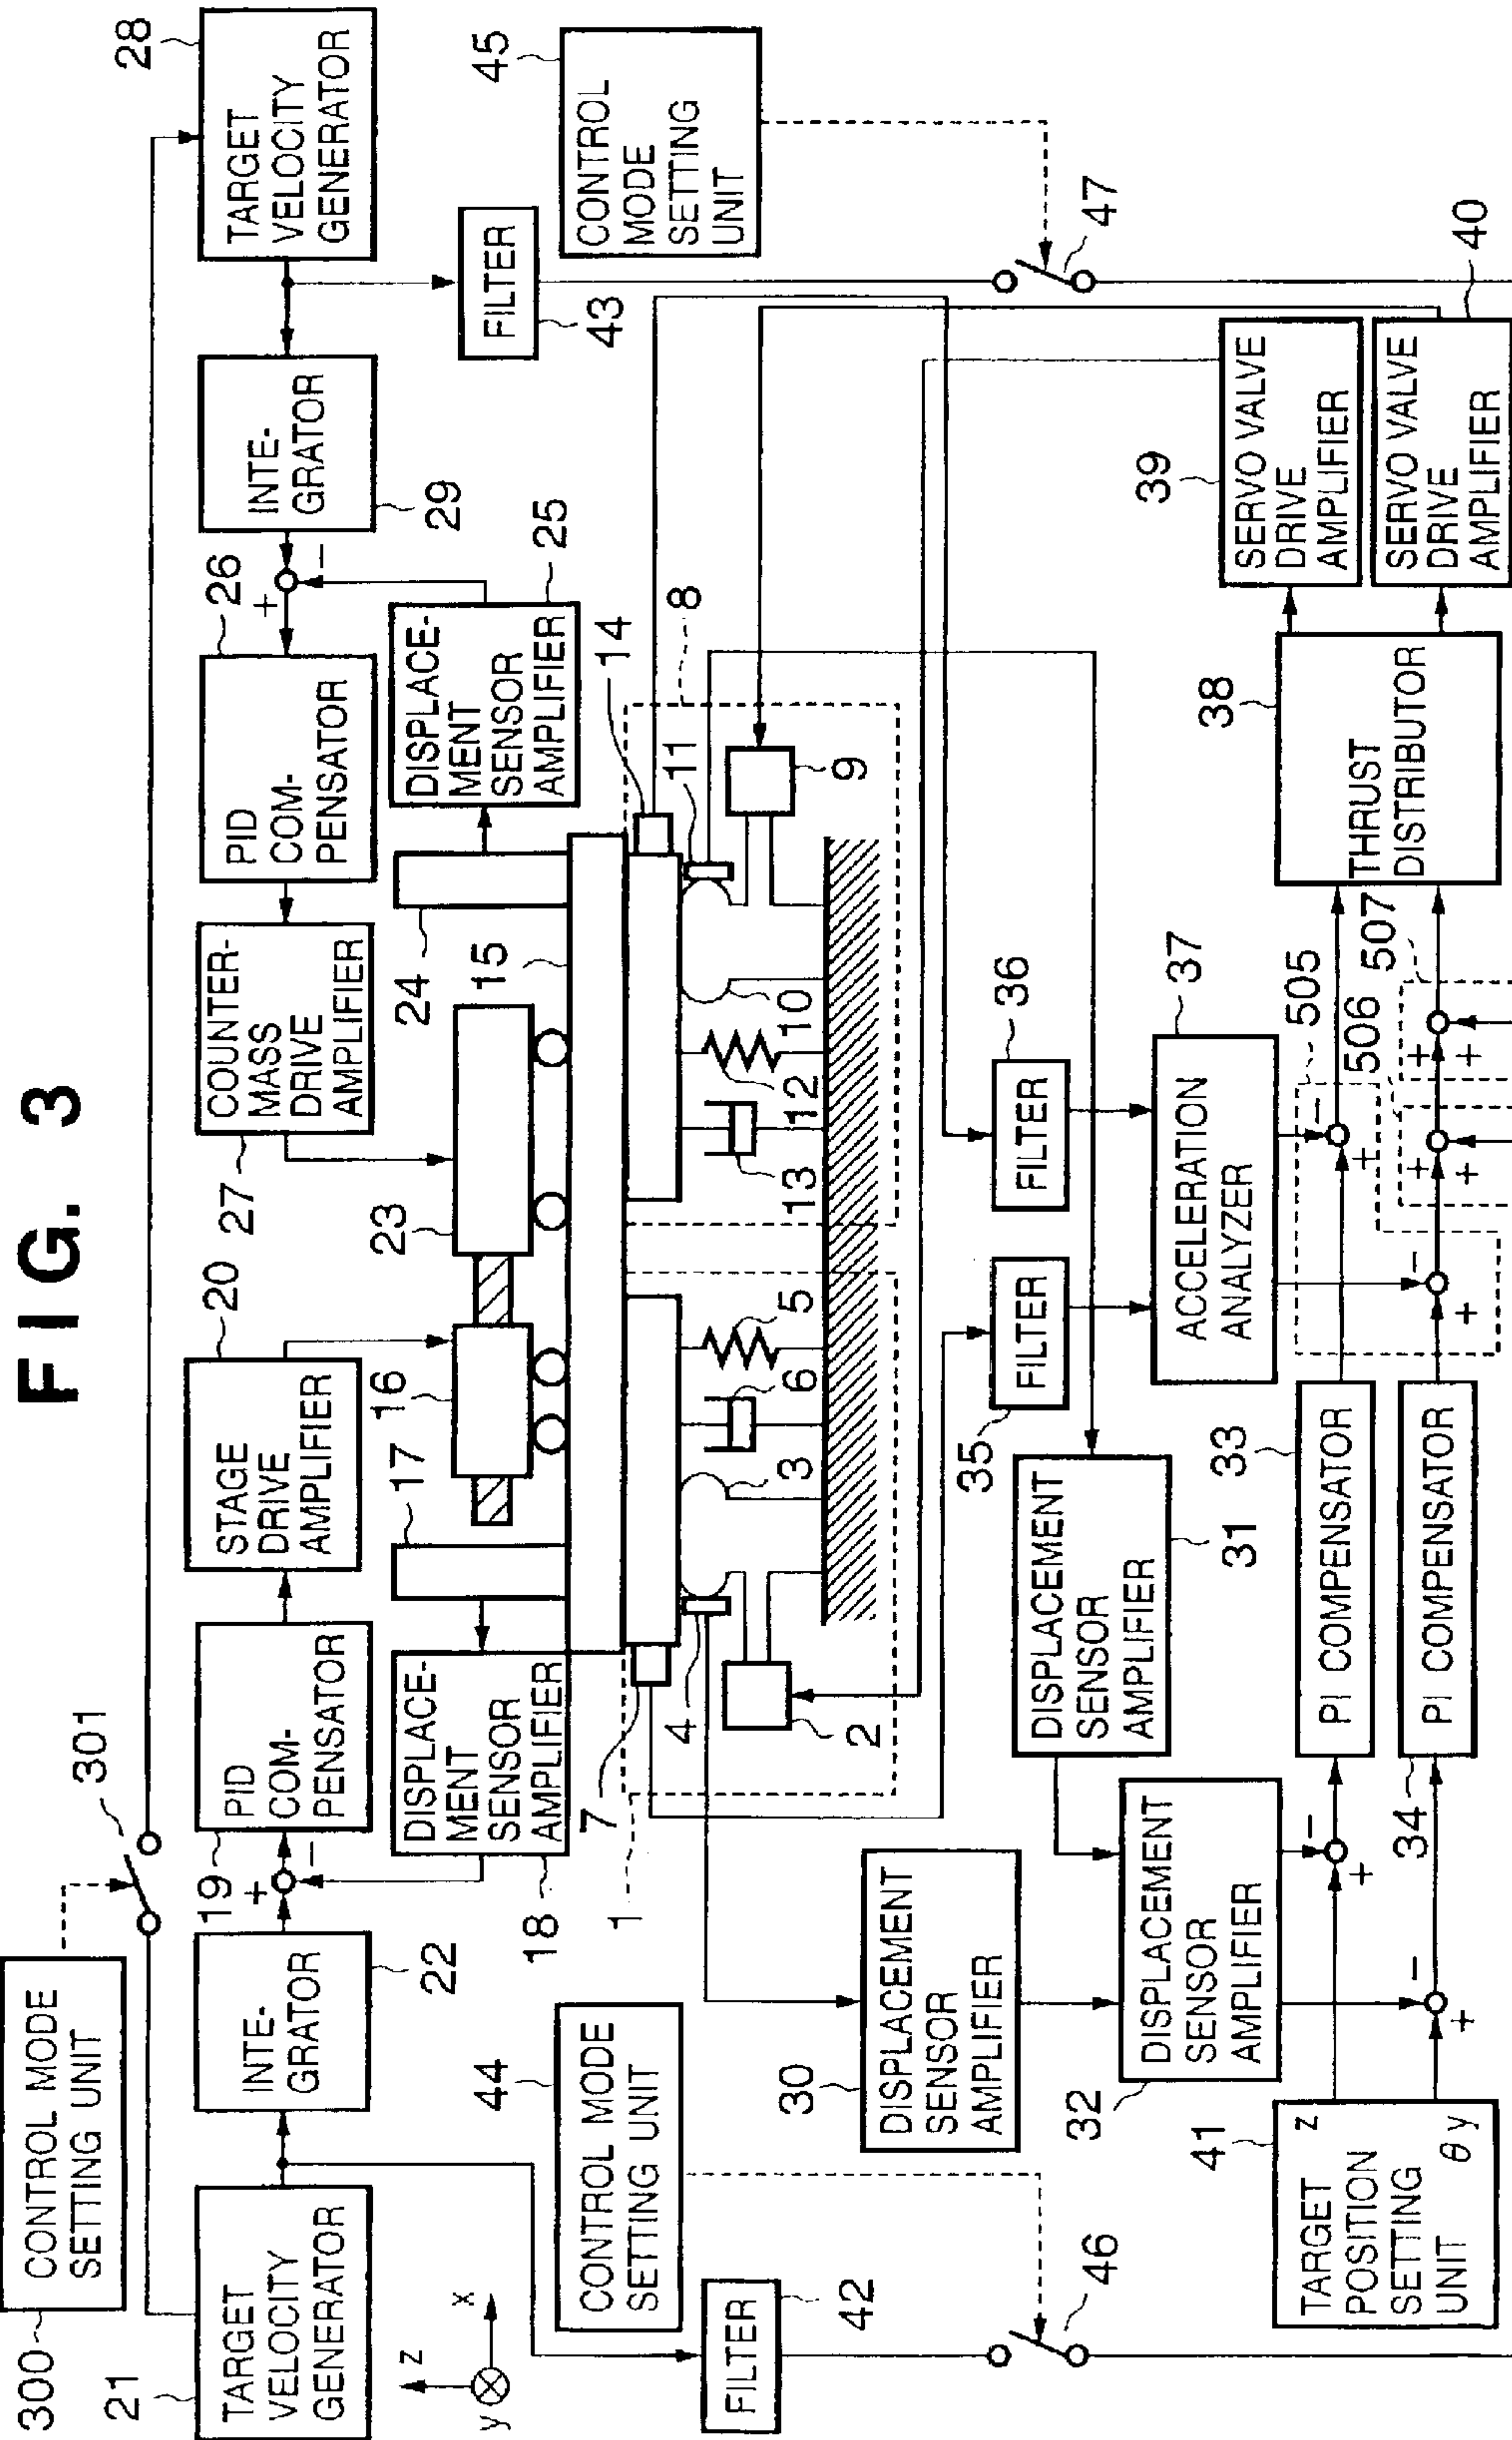 FIG. 3
300
CONTROL MODE
SETTING UNIT
301
21
TARGET
VELOCITY
GENERATOR
INTE-
GRATOR
22
19
+
−
PID
COM-
PENSATOR
20
STAGE
DRIVE
AMPLIFIER
27
COUNTER-
MASS
DRIVE
AMPLIFIER
26
PID
COM-
PENSATOR
+
−
INTE-
GRATOR
29
28
TARGET
VELOCITY
GENERATOR
z
x
y
18
DISPLACE-
MENT
SENSOR
AMPLIFIER
17
16
23
24
15
DISPLACE-
MENT
SENSOR
AMPLIFIER
25
FILTER
43
45
CONTROL
MODE
SETTING
UNIT
47
44
CONTROL MODE
SETTING UNIT
FILTER
42
46
1
7
4
2
3
6
5
13
12
10
11
9
14
8
30
DISPLACEMENT
SENSOR
AMPLIFIER
DISPLACEMENT
SENSOR
AMPLIFIER
31
32
DISPLACEMENT
SENSOR
AMPLIFIER
35
FILTER
36
FILTER
ACCELERATION
ANALYZER
37
41
TARGET
POSITION
SETTING
UNIT
z
θy
+
−
+
−
33
PI COMPENSATOR
34
PI COMPENSATOR
505
506
507
+
−
+
−
+
+
+
+
38
THRUST
DISTRIBUTOR
39
SERVO VALVE
DRIVE
AMPLIFIER
40
SERVO VALVE
DRIVE
AMPLIFIER